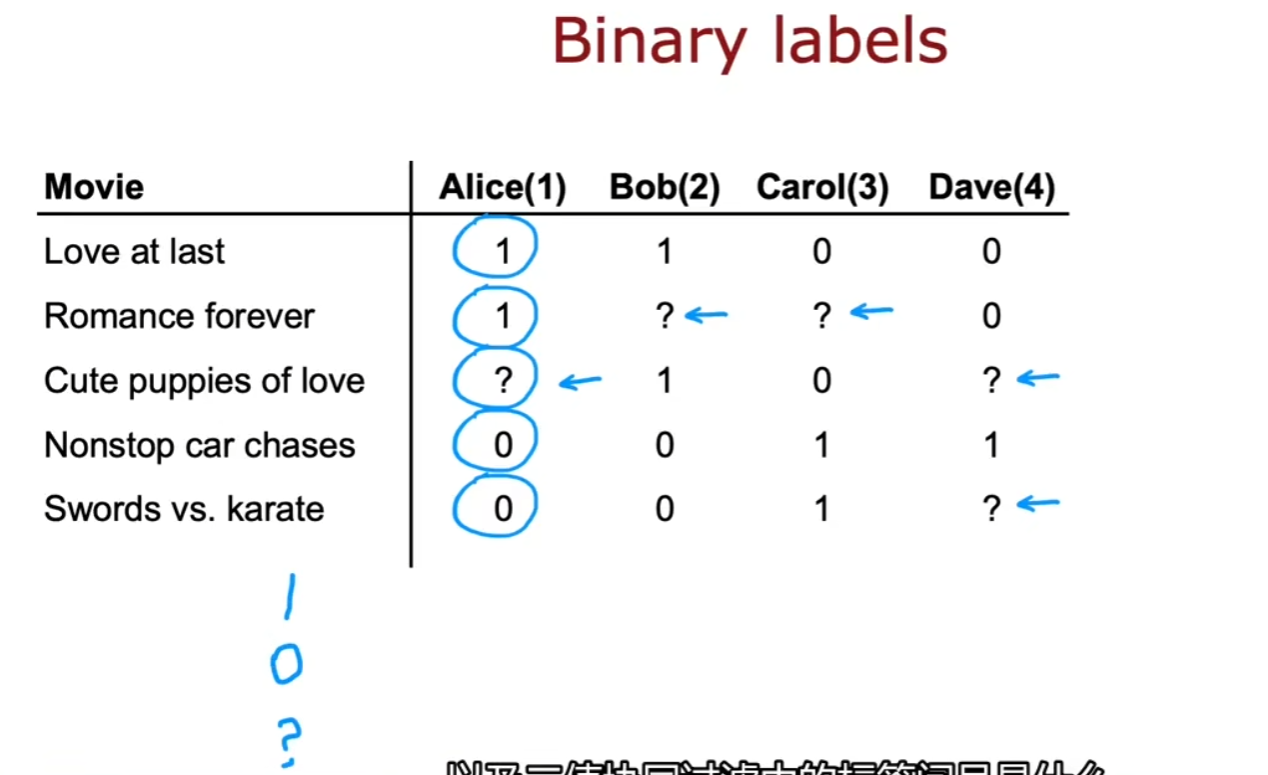 Binary labels
Movie Alice(1) Bob(2) Carol(3) Dave(4)
Love at last 1 1 0 0
Romance forever 1 ? ? 0
Cute puppies of love ? 1 0 ?
Nonstop car chases 0 0 1 1
Swords vs. karate 0 0 1 ?
1
0
?